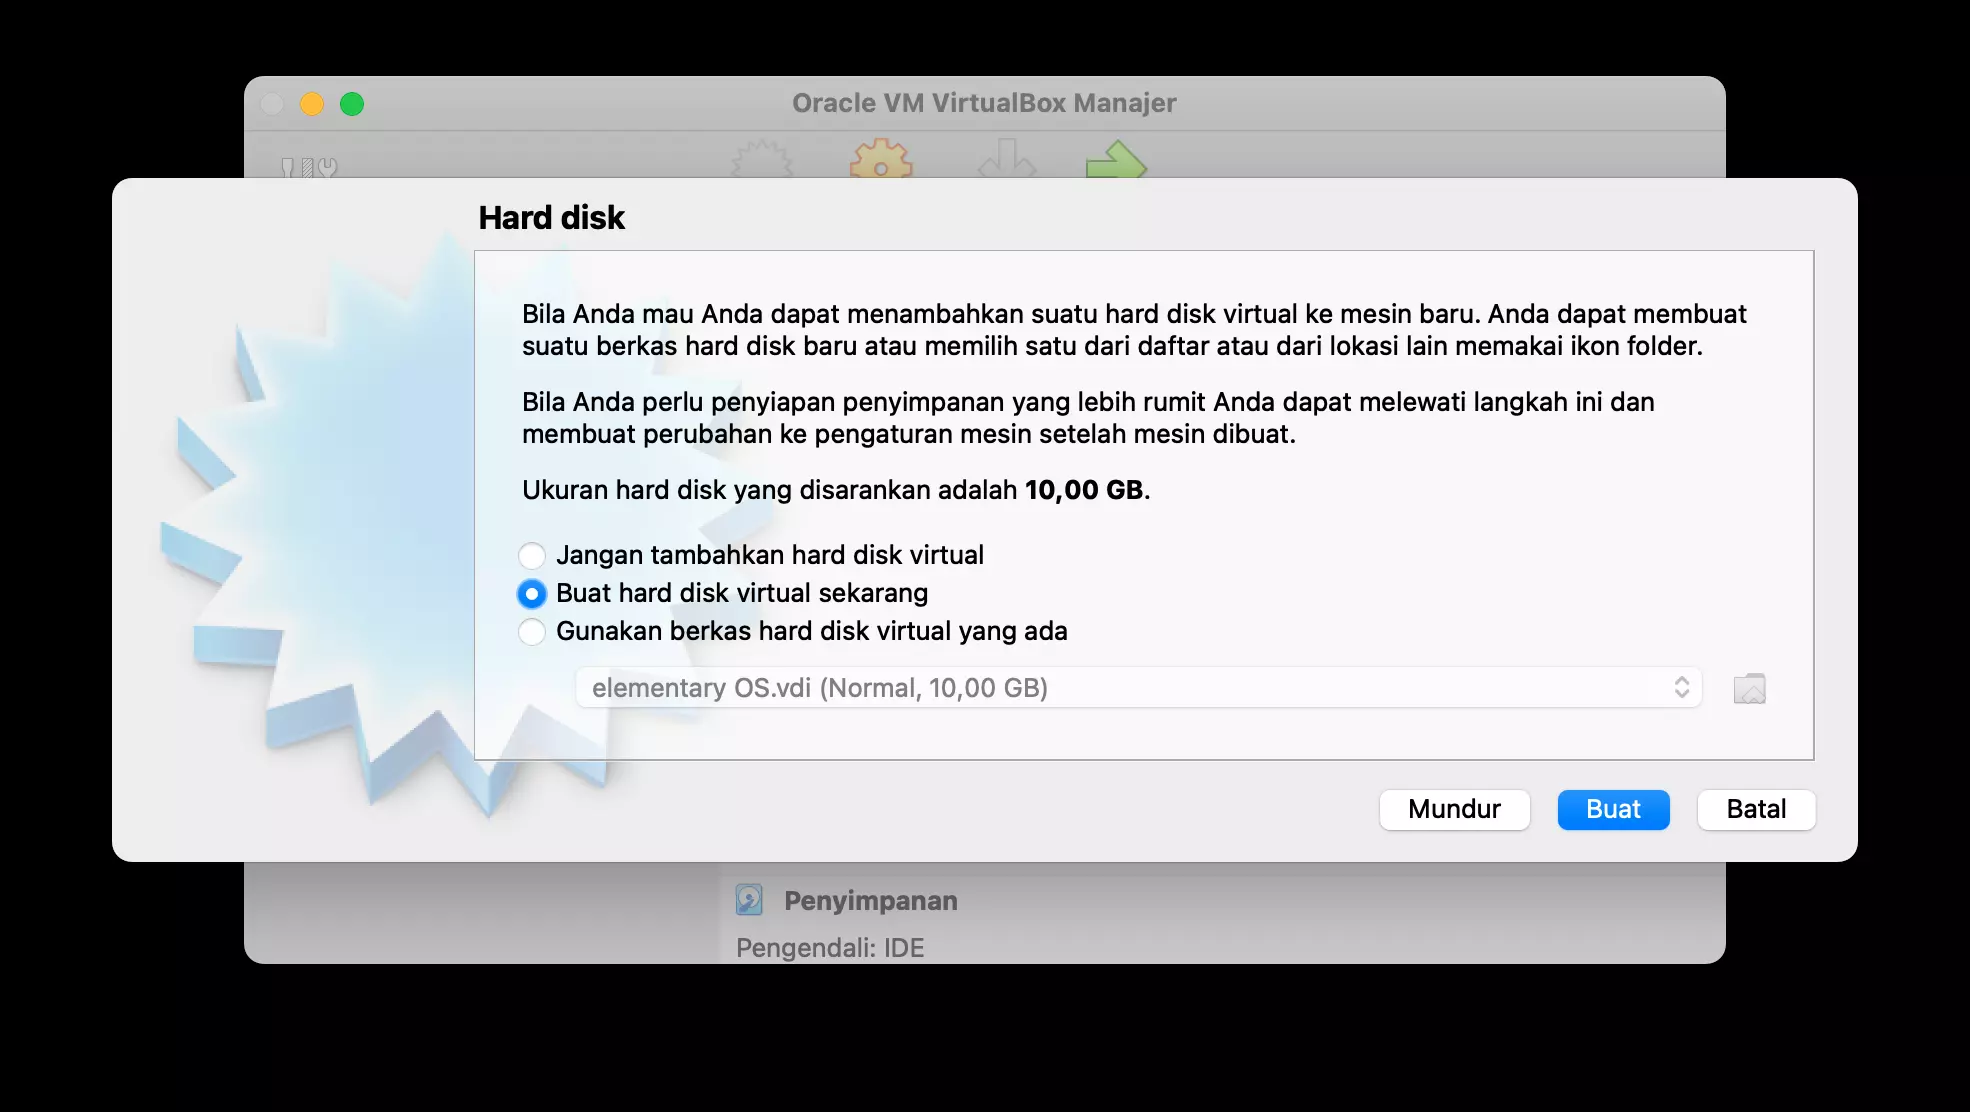 Oracle VM VirtualBox Manajer
Hard disk
Bila Anda mau Anda dapat menambahkan suatu hard disk virtual ke mesin baru. Anda dapat membuat
suatu berkas hard disk baru atau memilih satu dari daftar atau dari lokasi lain memakai ikon folder.
Bila Anda perlu penyiapan penyimpanan yang lebih rumit Anda dapat melewati langkah ini dan
membuat perubahan ke pengaturan mesin setelah mesin dibuat.
Ukuran hard disk yang disarankan adalah 10,00 GB.
Jangan tambahkan hard disk virtual
Buat hard disk virtual sekarang
Gunakan berkas hard disk virtual yang ada
elementary OS.vdi (Normal, 10,00 GB)
Mundur Buat Batal
Penyimpanan
Pengendali: IDE